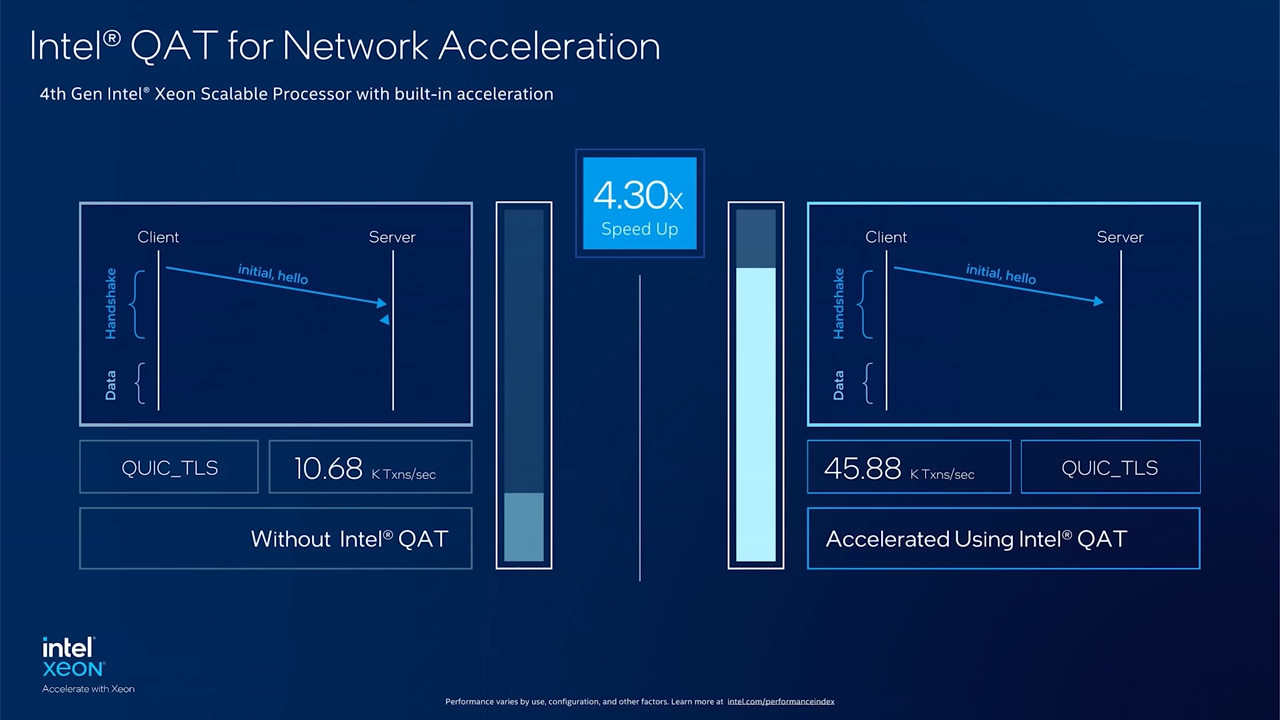 Intel® QAT for Network Acceleration
4th Gen Intel® Xeon Scalable Processor with built-in acceleration
4.30x
Speed Up
Client
Server
initial, hello
Handshake
Data
QUIC_TLS
10.68 K Txns/sec
Without Intel® QAT
Client
Server
initial, hello
Handshake
Data
45.88 K Txns/sec
QUIC_TLS
Accelerated Using Intel® QAT
intel
xeon®
Accelerate with Xeon
Performance varies by use, configuration, and other factors. Learn more at intel.com/performanceindex